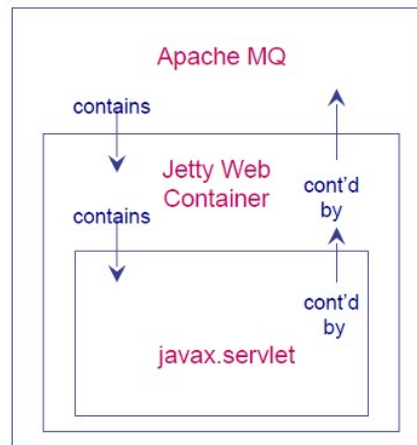 Apache MQ
contains
Jetty Web
Container
cont'd
by
contains
cont'd
by
javax.servlet